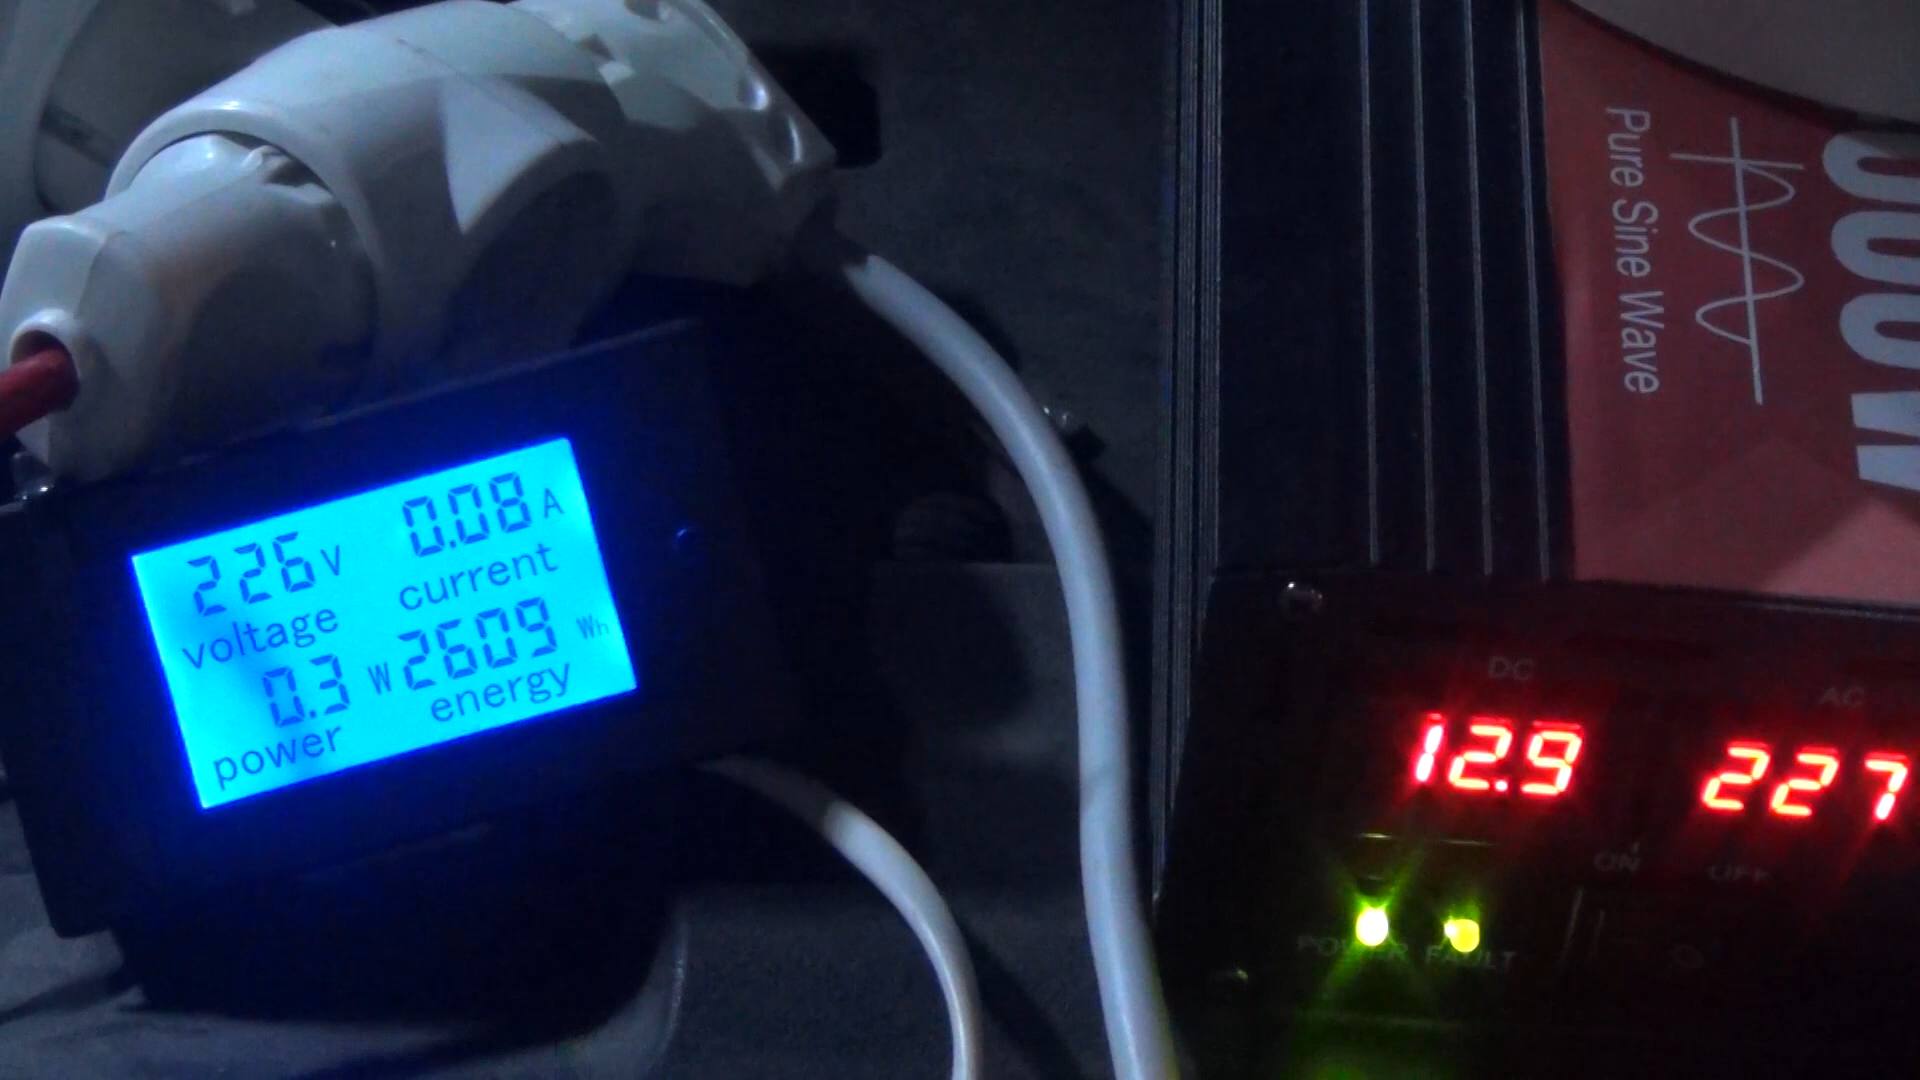 226 V 0.08 A
voltage current
0.3 W 2609 Wh
power energy
Pure Sine Wave
DC AC
12.9 227
ON OFF
POWER FAULT